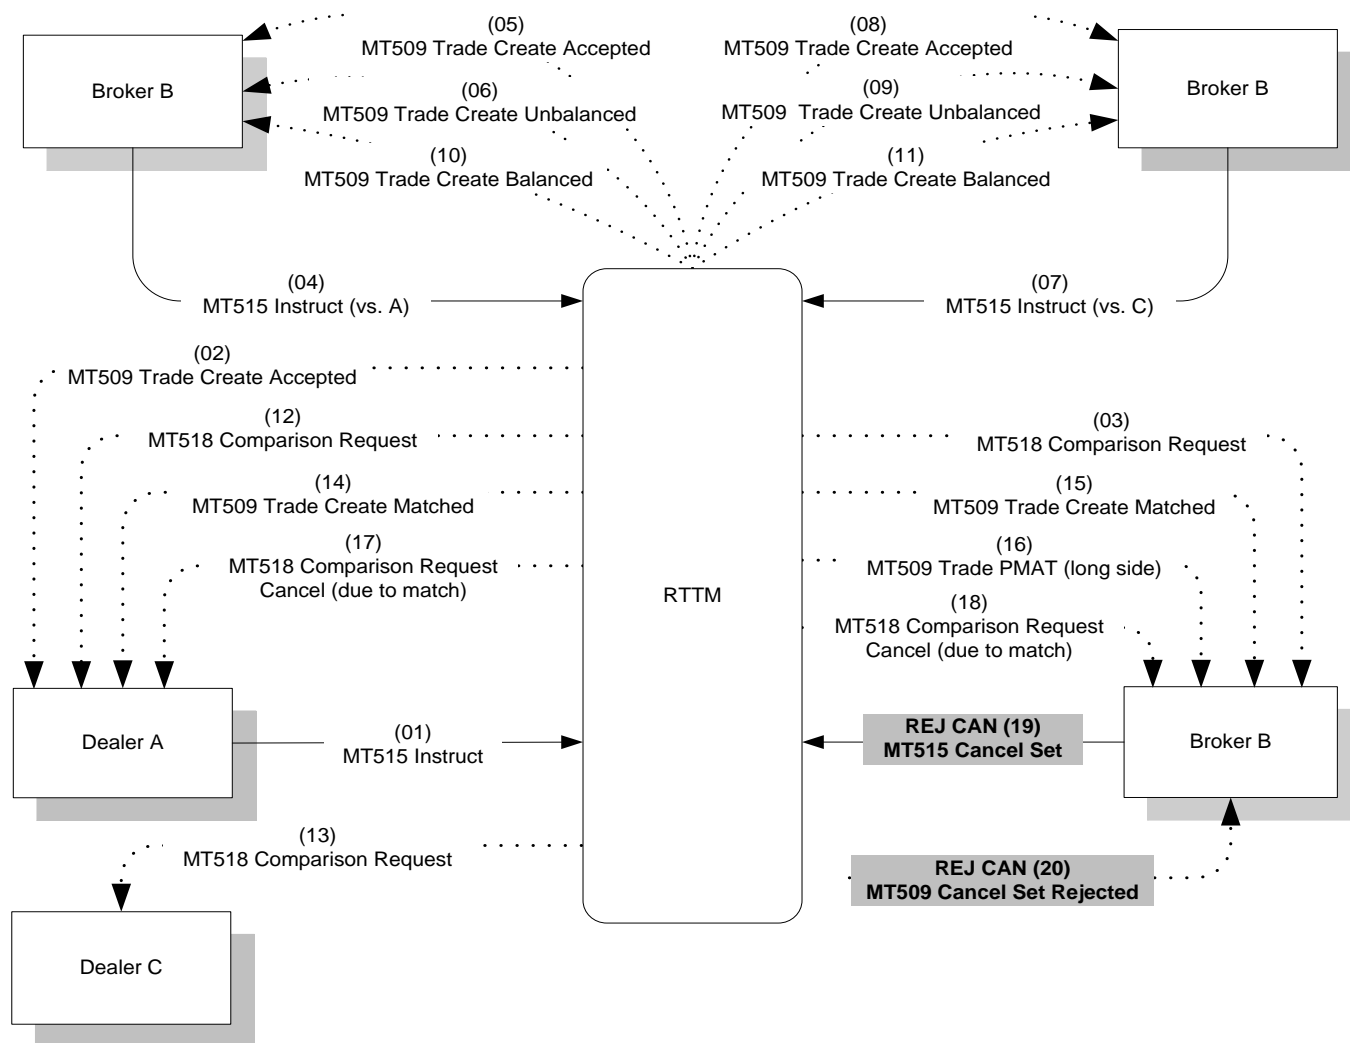 (05)
MT509 Trade Create Accepted
(08)
MT509 Trade Create Accepted
Broker B
Broker B
(06)
MT509 Trade Create Unbalanced
(09)
MT509 Trade Create Unbalanced
(10)
MT509 Trade Create Balanced
(11)
MT509 Trade Create Balanced
(04)
MT515 Instruct (vs. A)
(07)
MT515 Instruct (vs. C)
(02)
MT509 Trade Create Accepted
(12)
MT518 Comparison Request
(03)
MT518 Comparison Request
(14)
MT509 Trade Create Matched
(15)
MT509 Trade Create Matched
(17)
MT518 Comparison Request
Cancel (due to match)
(16)
MT509 Trade PMAT (long side)
RTTM
(18)
MT518 Comparison Request
Cancel (due to match)
Dealer A
(01)
MT515 Instruct
REJ CAN (19)
MT515 Cancel Set
Broker B
(13)
MT518 Comparison Request
REJ CAN (20)
MT509 Cancel Set Rejected
Dealer C